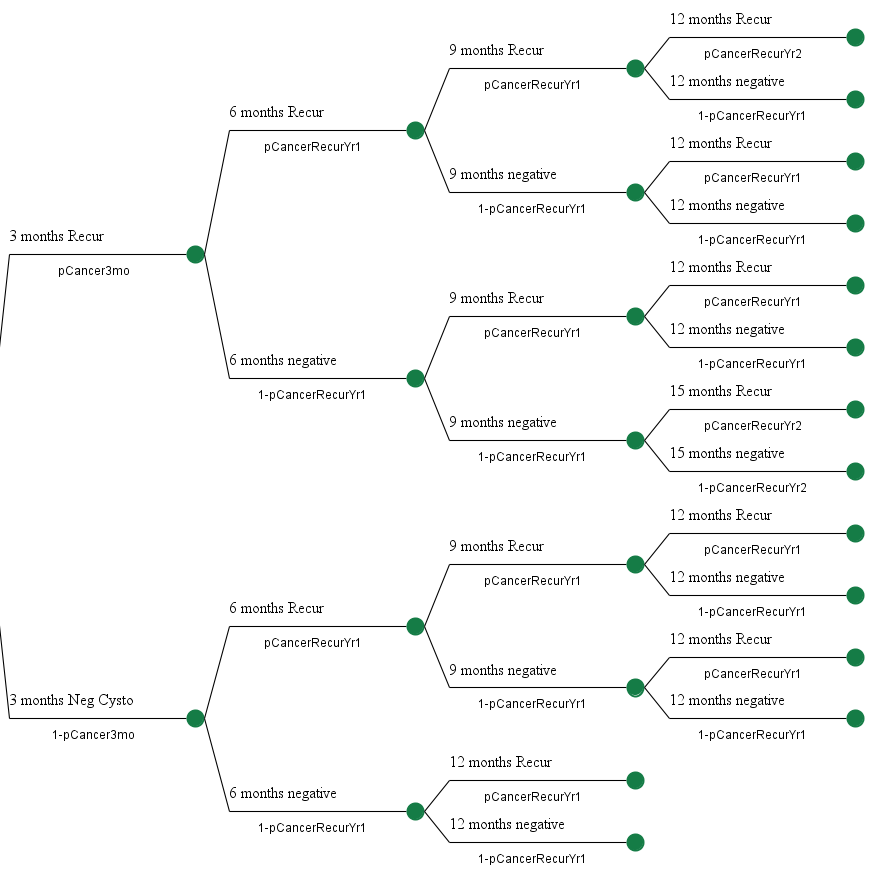 12 months Recur
pCancerRecurYr2
9 months Recur
pCancerRecurYr1
12 months negative
1-pCancerRecurYr1
6 months Recur
pCancerRecurYr1
12 months Recur
pCancerRecurYr1
9 months negative
1-pCancerRecurYr1
12 months negative
1-pCancerRecurYr1
3 months Recur
pCancer3mo
12 months Recur
pCancerRecurYr1
9 months Recur
pCancerRecurYr1
12 months negative
1-pCancerRecurYr1
6 months negative
1-pCancerRecurYr1
15 months Recur
pCancerRecurYr2
9 months negative
1-pCancerRecurYr1
15 months negative
1-pCancerRecurYr2
12 months Recur
pCancerRecurYr1
9 months Recur
pCancerRecurYr1
12 months negative
1-pCancerRecurYr1
6 months Recur
pCancerRecurYr1
12 months Recur
pCancerRecurYr1
9 months negative
1-pCancerRecurYr1
12 months negative
1-pCancerRecurYr1
3 months Neg Cysto
1-pCancer3mo
12 months Recur
pCancerRecurYr1
6 months negative
1-pCancerRecurYr1
12 months negative
1-pCancerRecurYr1